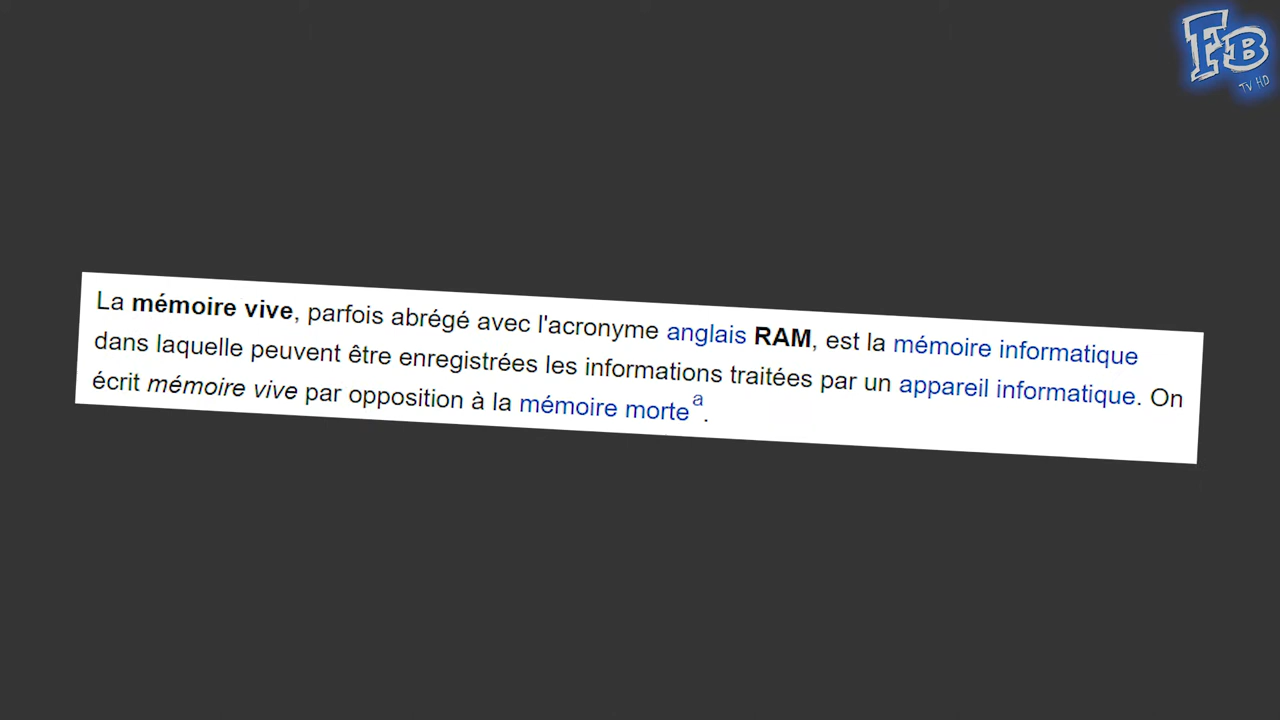 FB
TV HD
La mémoire vive, parfois abrégé avec l'acronyme anglais RAM, est la mémoire informatique
dans laquelle peuvent être enregistrées les informations traitées par un appareil informatique. On
écrit mémoire vive par opposition à la mémoire morte a.